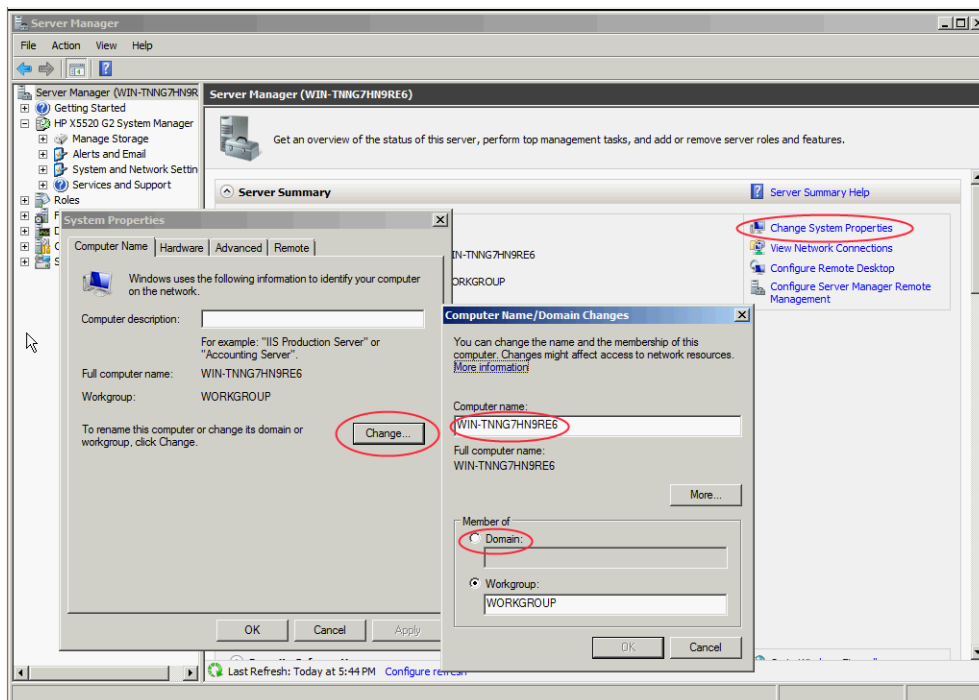 Server Manager
File Action View Help
Server Manager (WIN-TNNG7HN9R
Getting Started
HP X5520 G2 System Manager
Manage Storage
Alerts and Email
System and Network Settin
Services and Support
Roles
Server Manager (WIN-TNNG7HN9RE6)
Get an overview of the status of this server, perform top management tasks, and add or remove server roles and features.
Server Summary
Server Summary Help
IN-TNNG7HN9RE6
ORKGROUP
Change System Properties
View Network Connections
Configure Remote Desktop
Configure Server Manager Remote
Management
System Properties
Computer Name Hardware Advanced Remote
Windows uses the following information to identify your computer
on the network.
Computer description:
For example: "IIS Production Server" or
"Accounting Server".
Full computer name: WIN-TNNG7HN9RE6
Workgroup: WORKGROUP
To rename this computer or change its domain or
workgroup, click Change.
Change...
OK Cancel Apply
Computer Name/Domain Changes
You can change the name and the membership of this
computer. Changes might affect access to network resources.
More information
Computer name:
WIN-TNNG7HN9RE6
Full computer name:
WIN-TNNG7HN9RE6
More...
Member of
Domain:
Workgroup:
WORKGROUP
OK Cancel
Last Refresh: Today at 5:44 PM Configure refresh